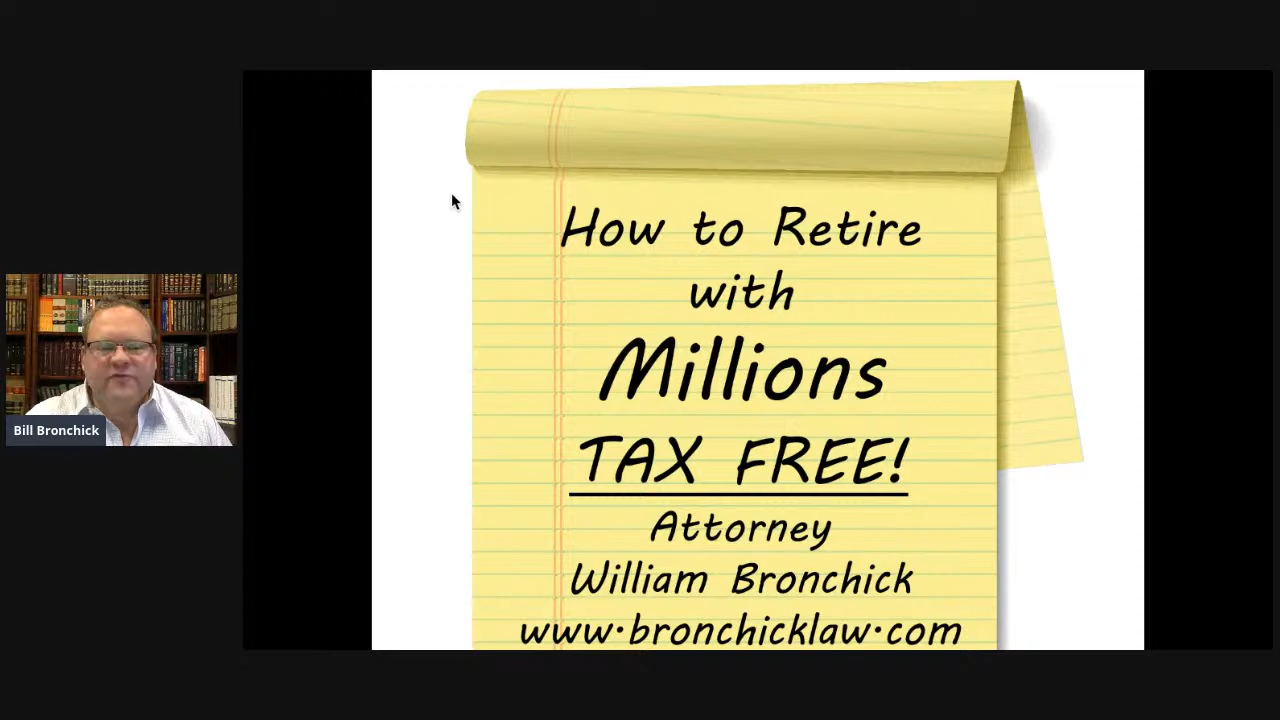 Bill Bronchick
How to Retire
with
Millions
TAX FREE!
Attorney
William Bronchick
www.bronchicklaw.com